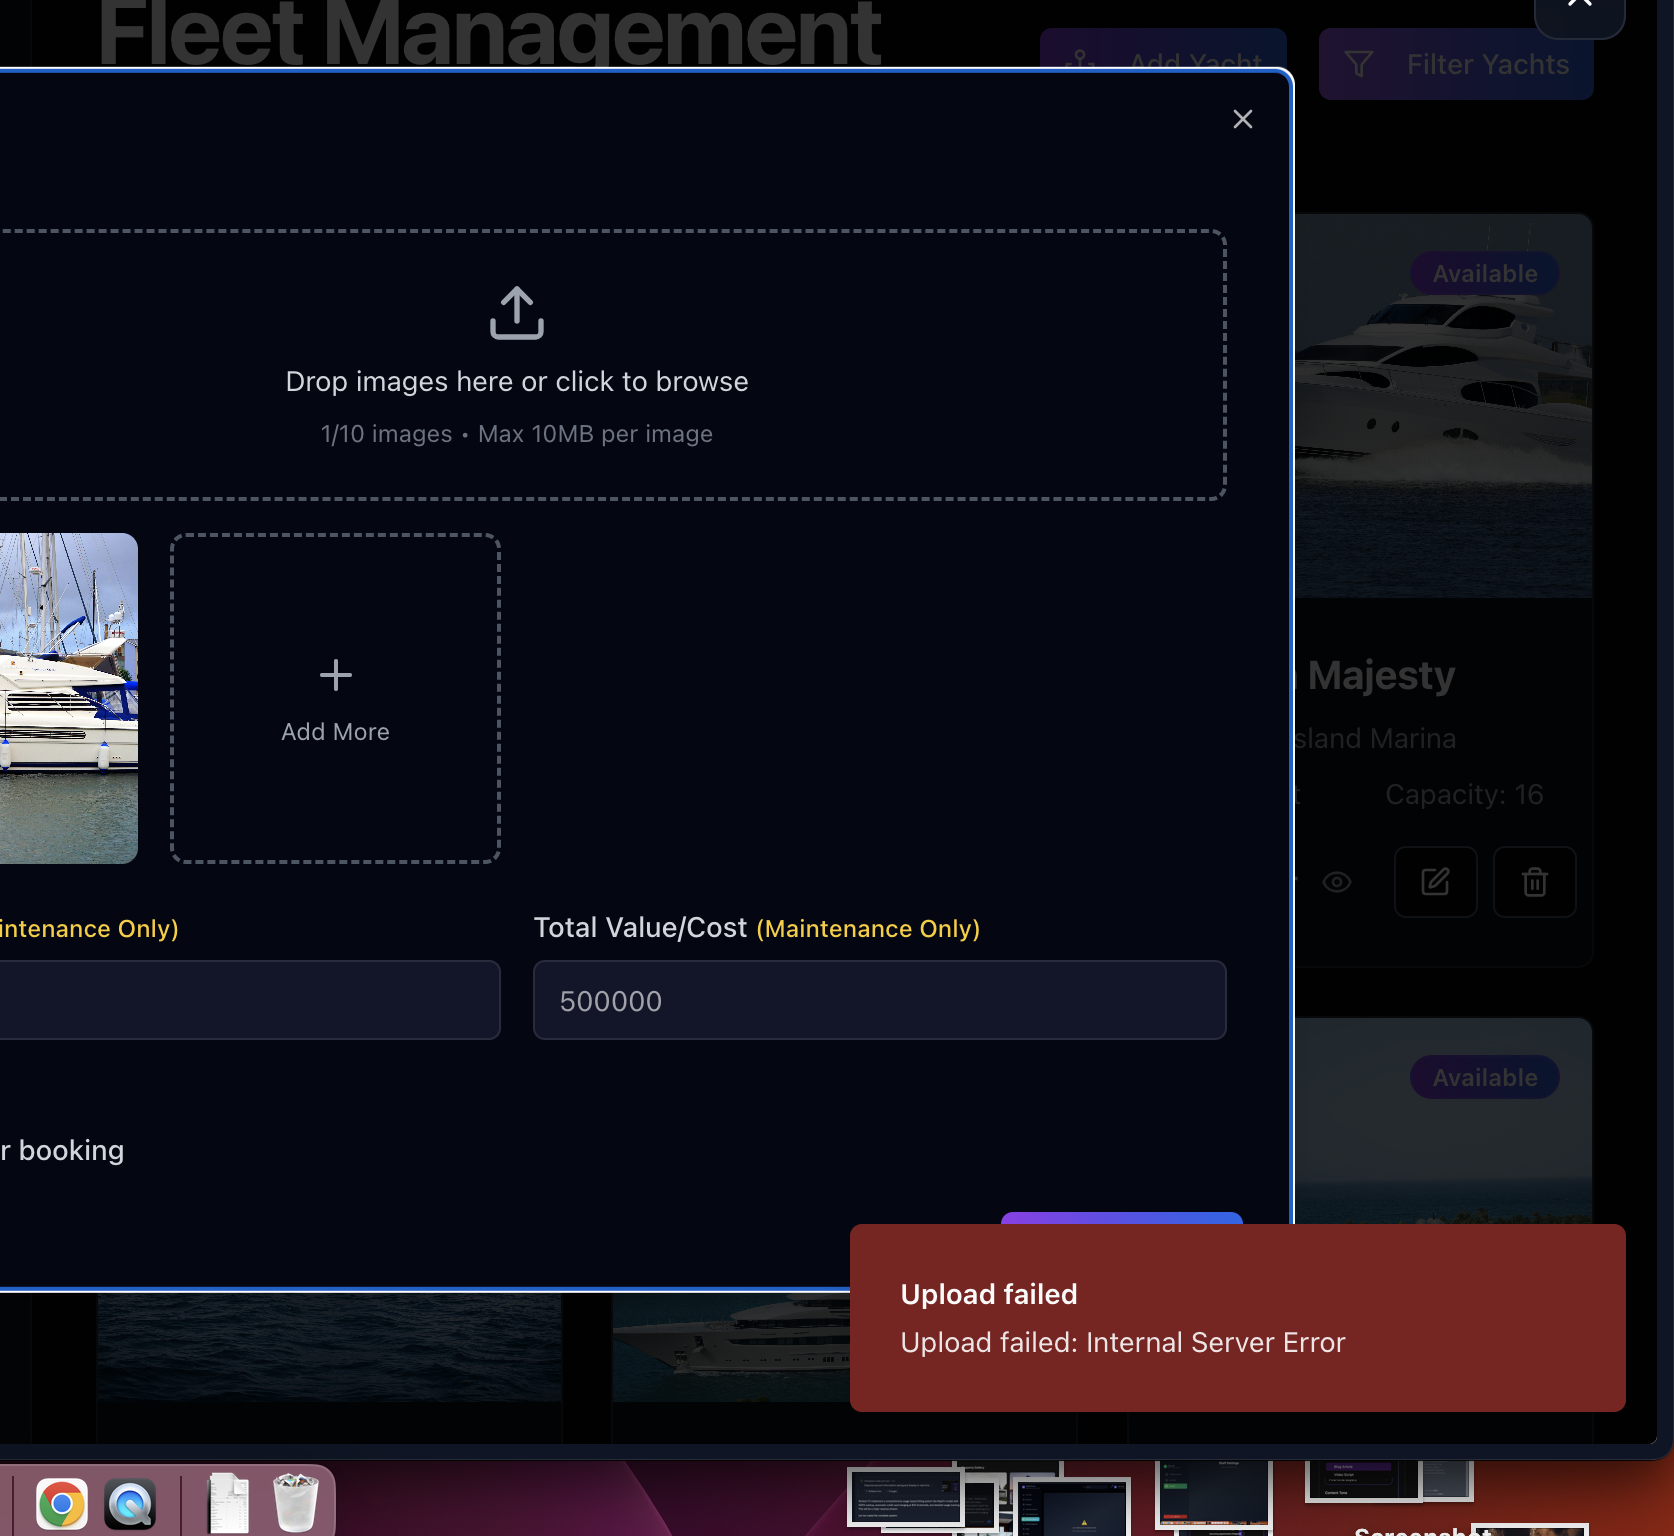 Fleet Management
Add Yacht
Filter Yachts
Available
Drop images here or click to browse
1/10 images • Max 10MB per image
Add More
Majesty
sland Marina
Capacity: 16
intenance Only)
Total Value/Cost (Maintenance Only)
500000
Available
r booking
Upload failed
Upload failed: Internal Server Error
Screenshot